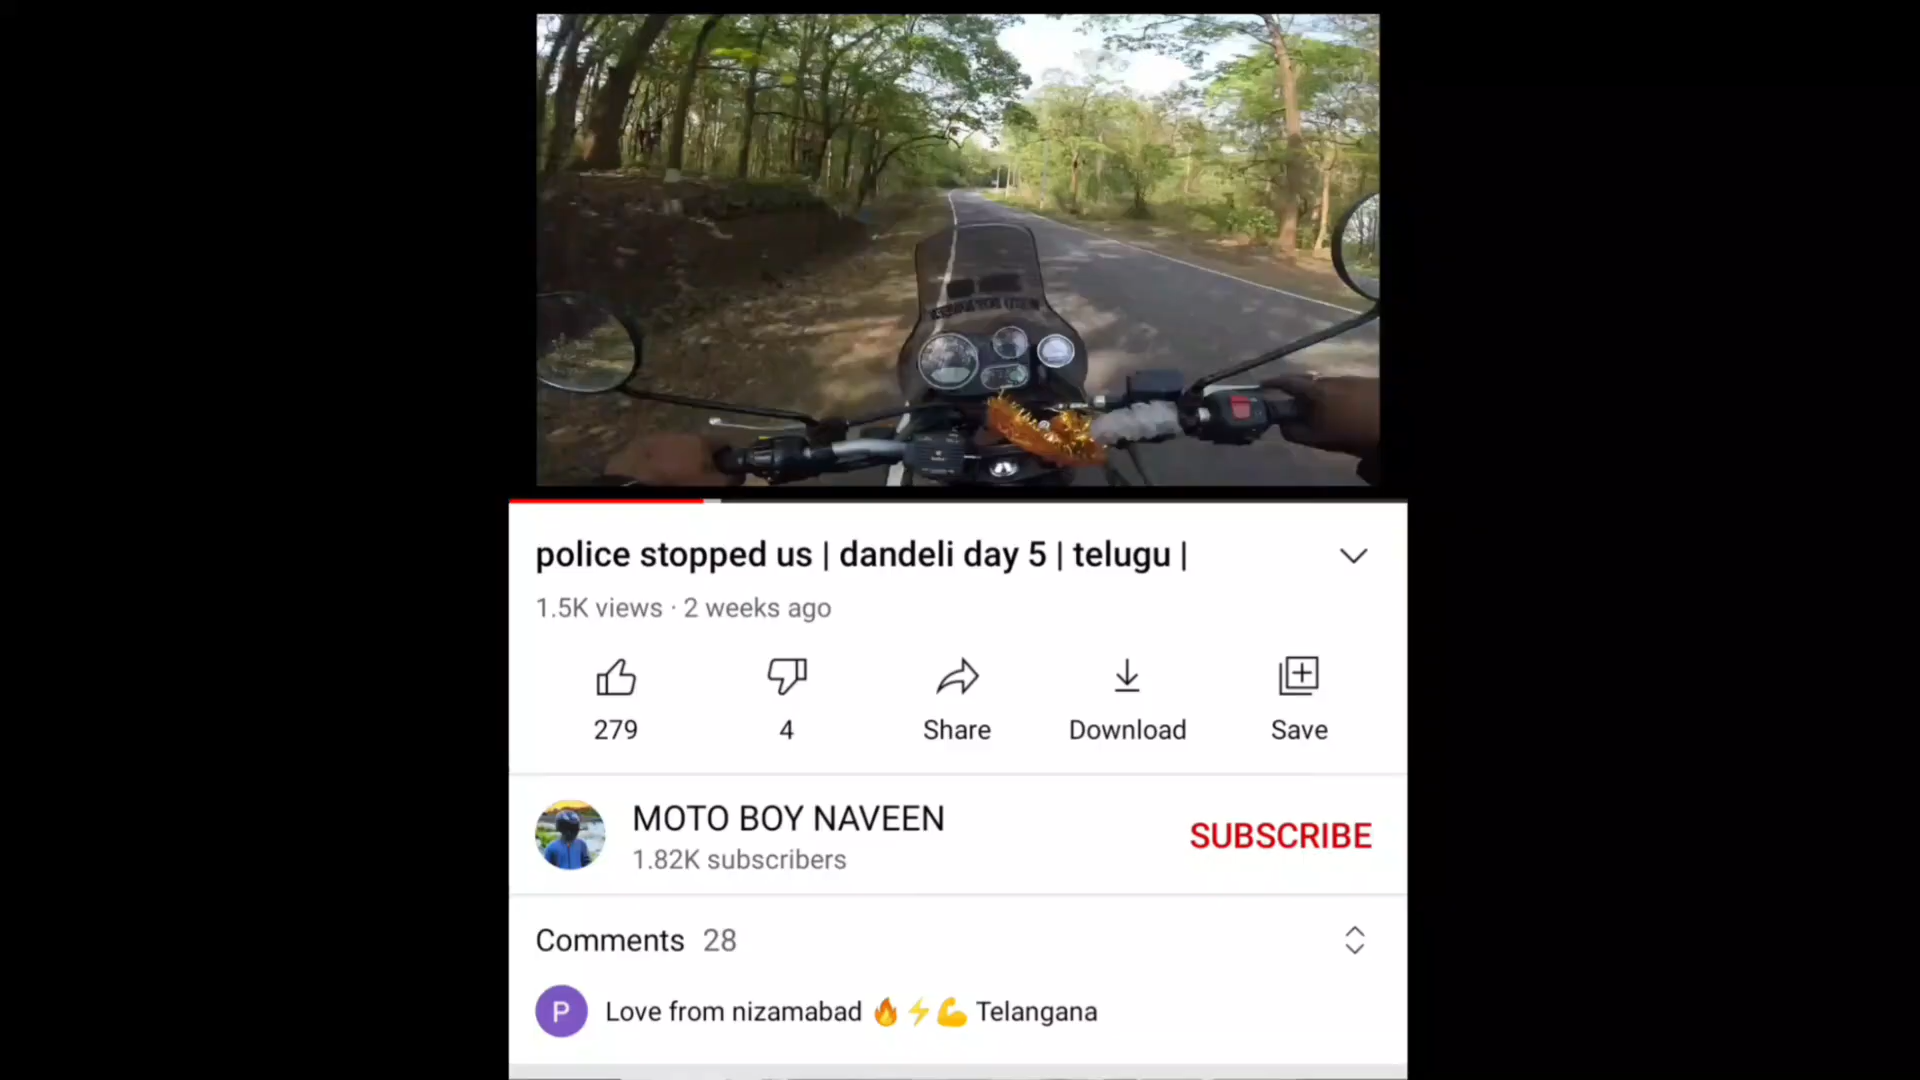 police stopped us | dandeli day 5 | telugu |
1.5K views · 2 weeks ago
279
4
Share
Download
Save
MOTO BOY NAVEEN
1.82K subscribers
SUBSCRIBE
Comments 28
P
Love from nizamabad 🔥⚡💪 Telangana